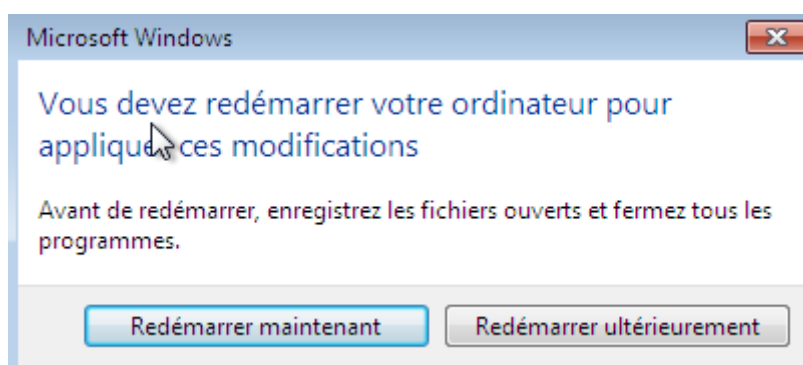 Microsoft Windows
Vous devez redémarrer votre ordinateur pour
appliquer ces modifications
Avant de redémarrer, enregistrez les fichiers ouverts et fermez tous les
programmes.
Redémarrer maintenant
Redémarrer ultérieurement